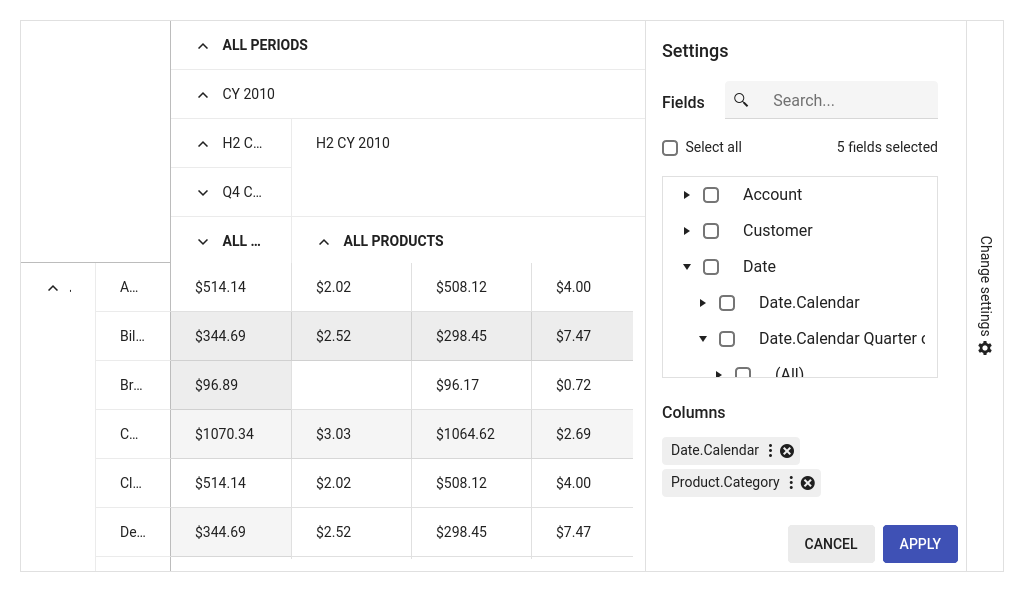 ALL PERIODS
CY 2010
H2 C...
H2 CY 2010
Q4 C...
ALL ...
ALL PRODUCTS
.
A...
$514.14
$2.02
$508.12
$4.00
Bil...
$344.69
$2.52
$298.45
$7.47
Br...
$96.89
$96.17
$0.72
C...
$1070.34
$3.03
$1064.62
$2.69
Cl...
$514.14
$2.02
$508.12
$4.00
De...
$344.69
$2.52
$298.45
$7.47
Settings
Fields
Search...
Select all
5 fields selected
Account
Customer
Date
Date.Calendar
Date.Calendar Quarter
(All)
Columns
Date.Calendar
Product.Category
CANCEL
APPLY
Change settings